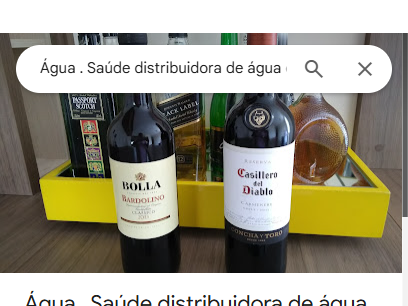 Água . Saúde distribuidora de água
PASSPORT
SCOTCH
BLACK LABEL
BOLLA
BARDOLINO
CLASSICO
RESERVA
Casillero
del
Diablo
CARMENERE
CONCHA Y TORO
Água . Saúde distribuidora de água